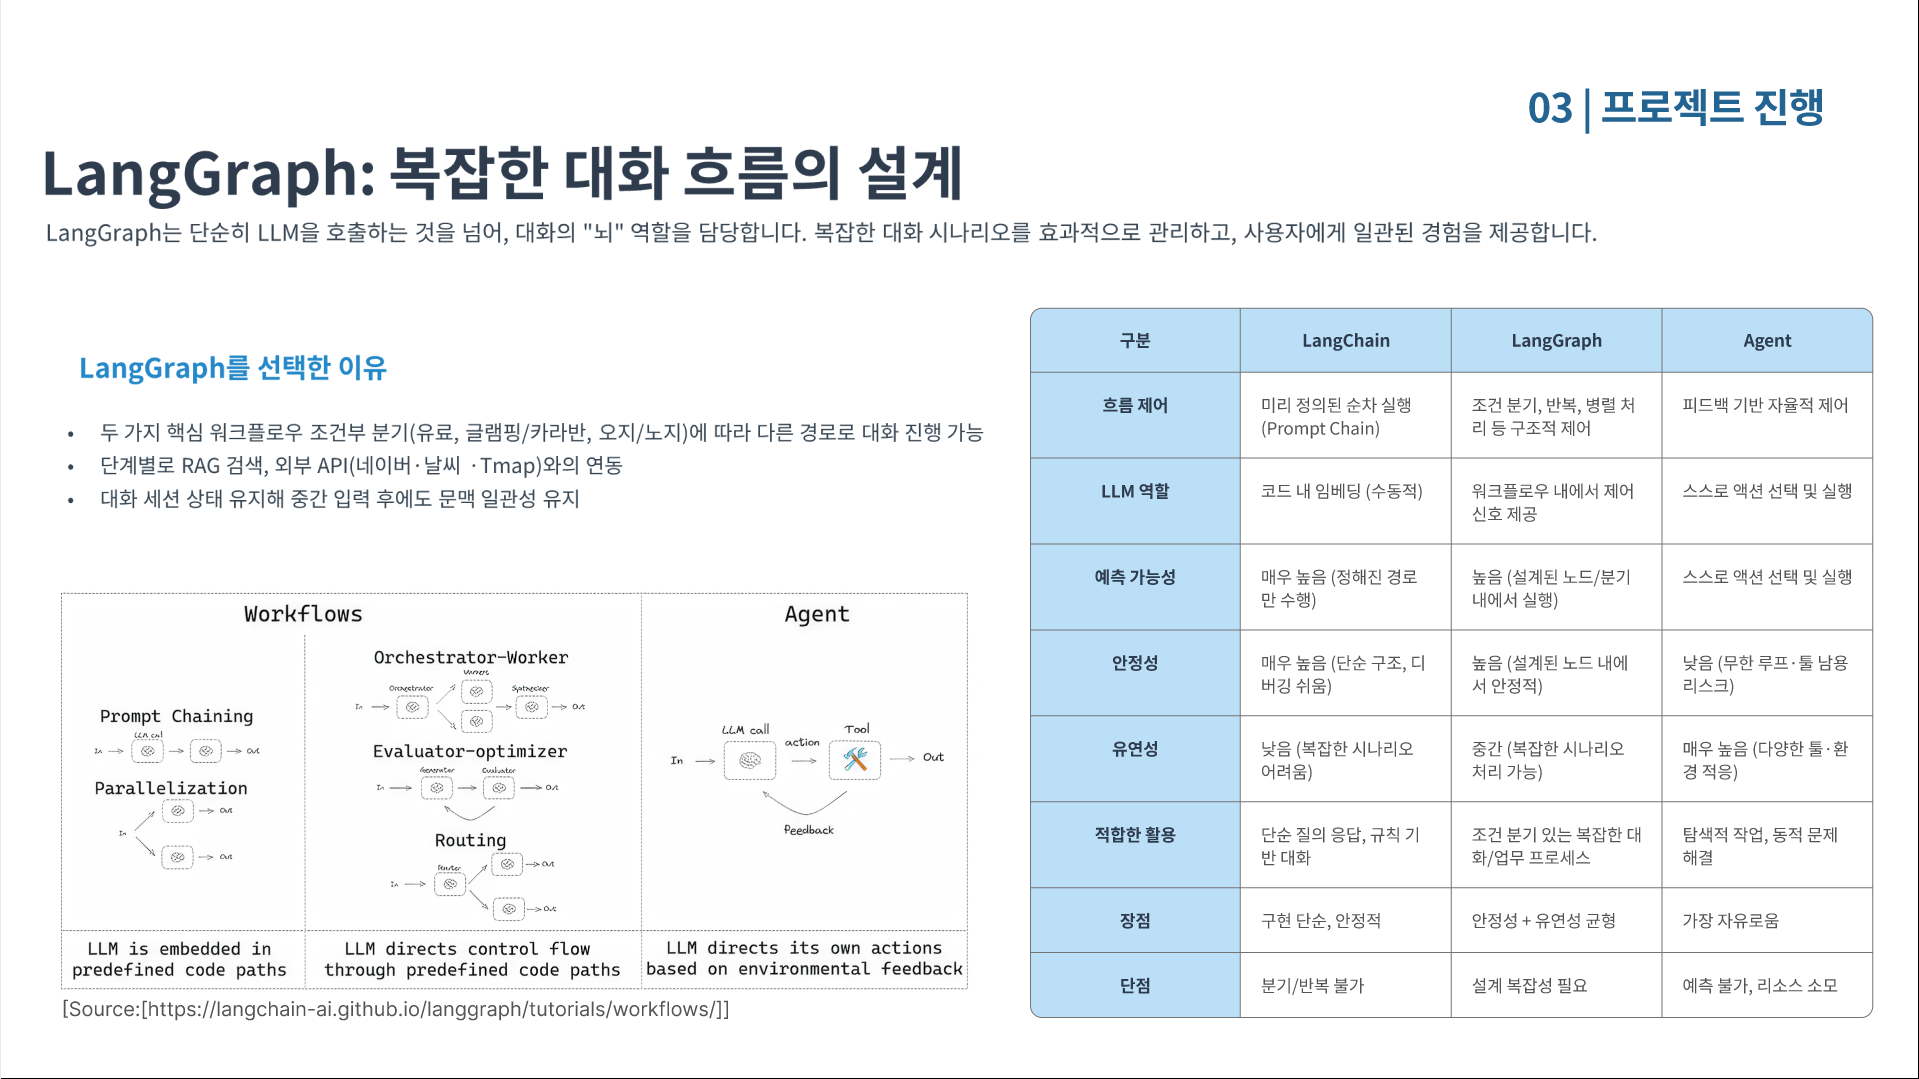 03 | 프로젝트 진행
LangGraph: 복잡한 대화 흐름의 설계
LangGraph는 단순히 LLM을 호출하는 것을 넘어, 대화의 "뇌" 역할을 담당합니다. 복잡한 대화 시나리오를 효과적으로 관리하고, 사용자에게 일관된 경험을 제공합니다.
LangGraph를 선택한 이유
• 두 가지 핵심 워크플로우 조건부 분기(유료, 글램핑/카라반, 오지/노지)에 따라 다른 경로로 대화 진행 가능
• 단계별로 RAG 검색, 외부 API(네이버·날씨 ·Tmap)와의 연동
• 대화 세션 상태 유지해 중간 입력 후에도 문맥 일관성 유지
Workflows
Prompt Chaining
LLM call
In
Out
Parallelization
In
Out
Out
Orchestrator-Worker
Workers
Orchestrator
Synthesizer
In
Out
Evaluator-optimizer
Generator
Evaluator
In
Out
Routing
Router
In
Out
Out
Agent
LLM call
Tool
action
In
Out
Feedback
LLM is embedded in
predefined code paths
LLM directs control flow
through predefined code paths
LLM directs its own actions
based on environmental feedback
[Source:[https://langchain-ai.github.io/langgraph/tutorials/workflows/]]
구분
LangChain
LangGraph
Agent
흐름 제어
미리 정의된 순차 실행
(Prompt Chain)
조건 분기, 반복, 병렬 처
리 등 구조적 제어
피드백 기반 자율적 제어
LLM 역할
코드 내 임베딩 (수동적)
워크플로우 내에서 제어
신호 제공
스스로 액션 선택 및 실행
예측 가능성
매우 높음 (정해진 경로
만 수행)
높음 (설계된 노드/분기
내에서 실행)
스스로 액션 선택 및 실행
안정성
매우 높음 (단순 구조, 디
버깅 쉬움)
높음 (설계된 노드 내에
서 안정적)
낮음 (무한 루프·툴 남용
리스크)
유연성
낮음 (복잡한 시나리오
어려움)
중간 (복잡한 시나리오
처리 가능)
매우 높음 (다양한 툴·환
경 적응)
적합한 활용
단순 질의 응답, 규칙 기
반 대화
조건 분기 있는 복잡한 대
화/업무 프로세스
탐색적 작업, 동적 문제
해결
장점
구현 단순, 안정적
안정성 + 유연성 균형
가장 자유로움
단점
분기/반복 불가
설계 복잡성 필요
예측 불가, 리소스 소모